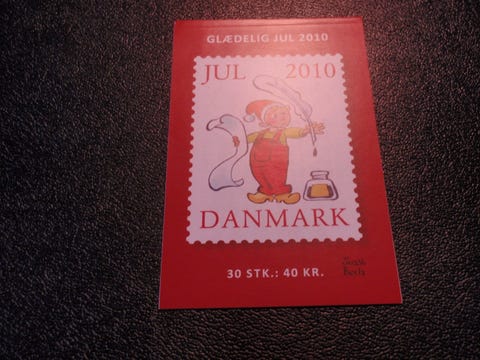 GLÆDELIG JUL 2010
JUL 2010
DANMARK
30 STK.: 40 KR.